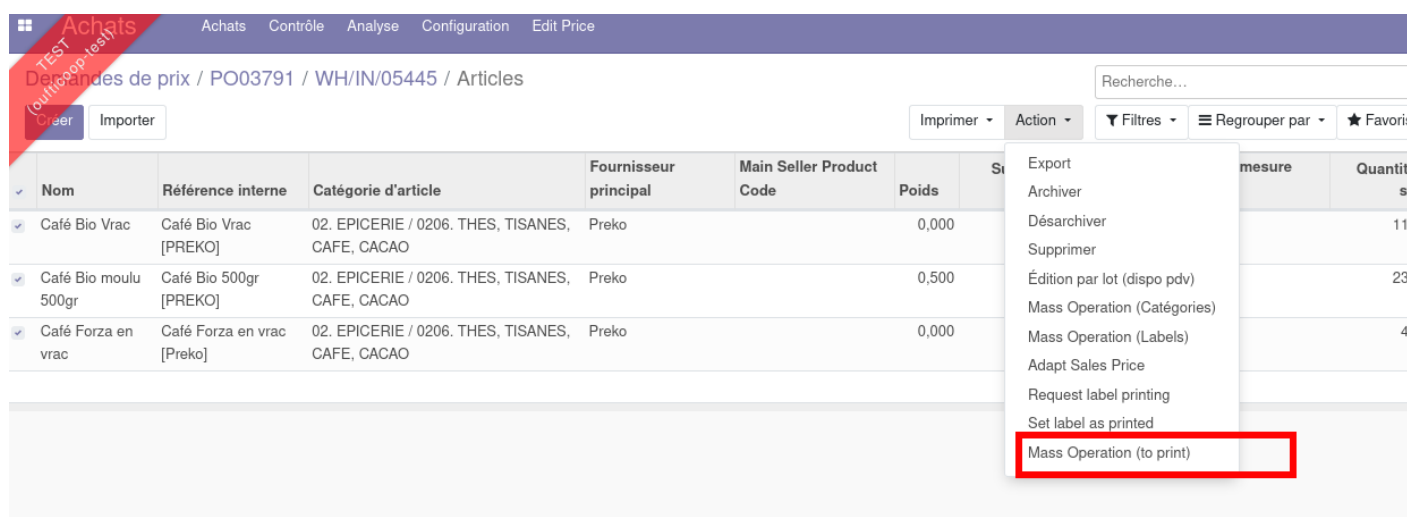 Achats
Achats Contrôle Analyse Configuration Edit Price
TEST
(oufticoop-test)
Demandes de prix / PO03791 / WH/IN/05445 / Articles
Recherche...
Créer Importer
Imprimer Action Filtres Regrouper par Favoris
Nom Référence interne Catégorie d'article Fournisseur principal Main Seller Product Code Poids Su mesure Quantit s
Café Bio Vrac Café Bio Vrac [PREKO] 02. EPICERIE / 0206. THES, TISANES, CAFE, CACAO Preko 0,000 11
Café Bio moulu 500gr Café Bio 500gr [PREKO] 02. EPICERIE / 0206. THES, TISANES, CAFE, CACAO Preko 0,500 23
Café Forza en vrac Café Forza en vrac [Preko] 02. EPICERIE / 0206. THES, TISANES, CAFE, CACAO Preko 0,000 4
Export
Archiver
Désarchiver
Supprimer
Édition par lot (dispo pdv)
Mass Operation (Catégories)
Mass Operation (Labels)
Adapt Sales Price
Request label printing
Set label as printed
Mass Operation (to print)